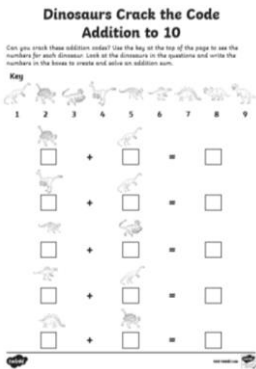 Dinosaurs Crack the Code
Addition to 10
Can you crack these addition codes? Use the key at the top of the page to see the
numbers for each dinosaur. Look at the dinosaurs in the questions and write the
numbers in the boxes to create and solve an addition sum.
Key
1 2 3 4 5 6 7 8 9
+ =
+ =
+ =
+ =
+ =
twinkl